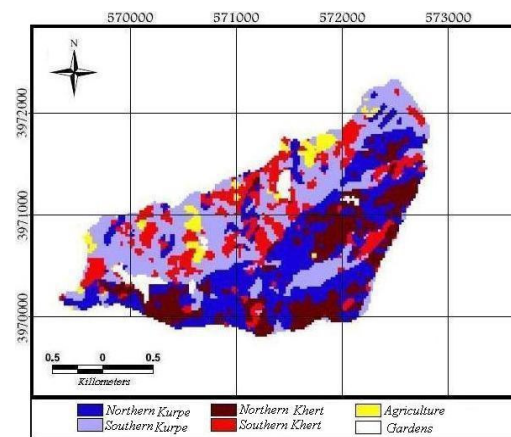 570000 571000 572000 573000
N
3972000
3971000
3970000
0.5 0 0.5
Killometers
Northern Kurpe Northern Khert Agriculture
Southern Kurpe Southern Khert Gardens